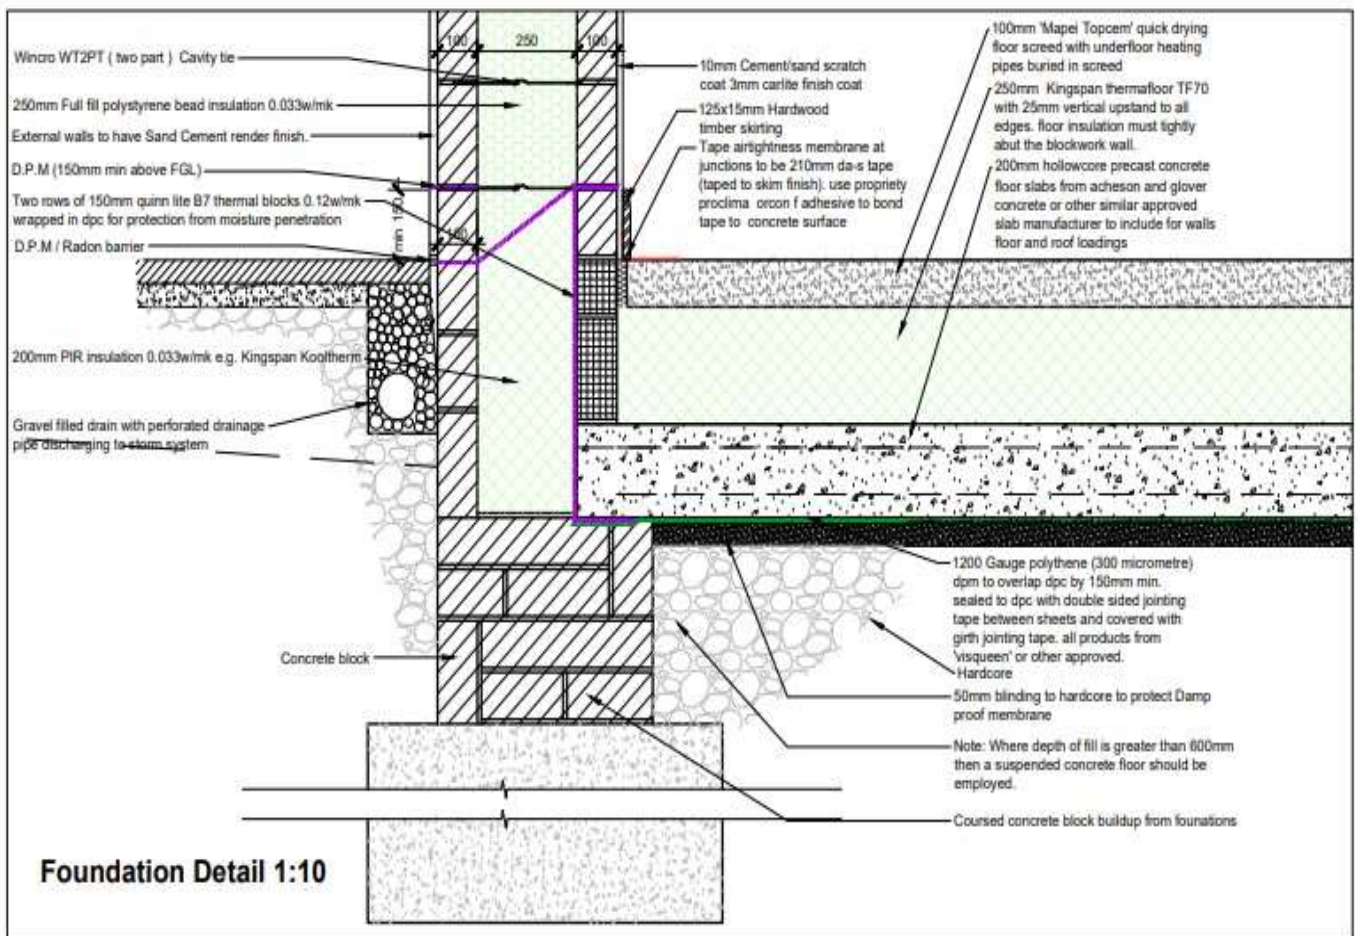 100
250
100
Wincro WT2PT ( two part ) Cavity tie
250mm Full fill polystyrene bead insulation 0.033w/mk
External walls to have Sand Cement render finish.
D.P.M (150mm min above FGL)
Two rows of 150mm quinn lite B7 thermal blocks 0.12w/mk
wrapped in dpc for protection from moisture penetration
D.P.M / Radon barrier
min 150
200mm PIR insulation 0.033w/mk e.g. Kingspan Kooltherm
Gravel filled drain with perforated drainage
pipe discharging to storm system
Concrete block
10mm Cement/sand scratch
coat 3mm carlite finish coat
125x15mm Hardwood
timber skirting
Tape airtightness membrane at
junctions to be 210mm da-s tape
(taped to skim finish). use propriety
proclima orcon f adhesive to bond
tape to concrete surface
100mm 'Mapei Topcem' quick drying
floor screed with underfloor heating
pipes buried in screed
250mm Kingspan thermafloor TF70
with 25mm vertical upstand to all
edges. floor insulation must tightly
abut the blockwork wall.
200mm hollowcore precast concrete
floor slabs from acheson and glover
concrete or other similar approved
slab manufacturer to include for walls
floor and roof loadings
1200 Gauge polythene (300 micrometre)
dpm to overlap dpc by 150mm min.
sealed to dpc with double sided jointing
tape between sheets and covered with
girth jointing tape. all products from
'visqueen' or other approved.
Hardcore
50mm blinding to hardcore to protect Damp
proof membrane
Note: Where depth of fill is greater than 600mm
then a suspended concrete floor should be
employed.
Coursed concrete block buildup from founations
Foundation Detail 1:10